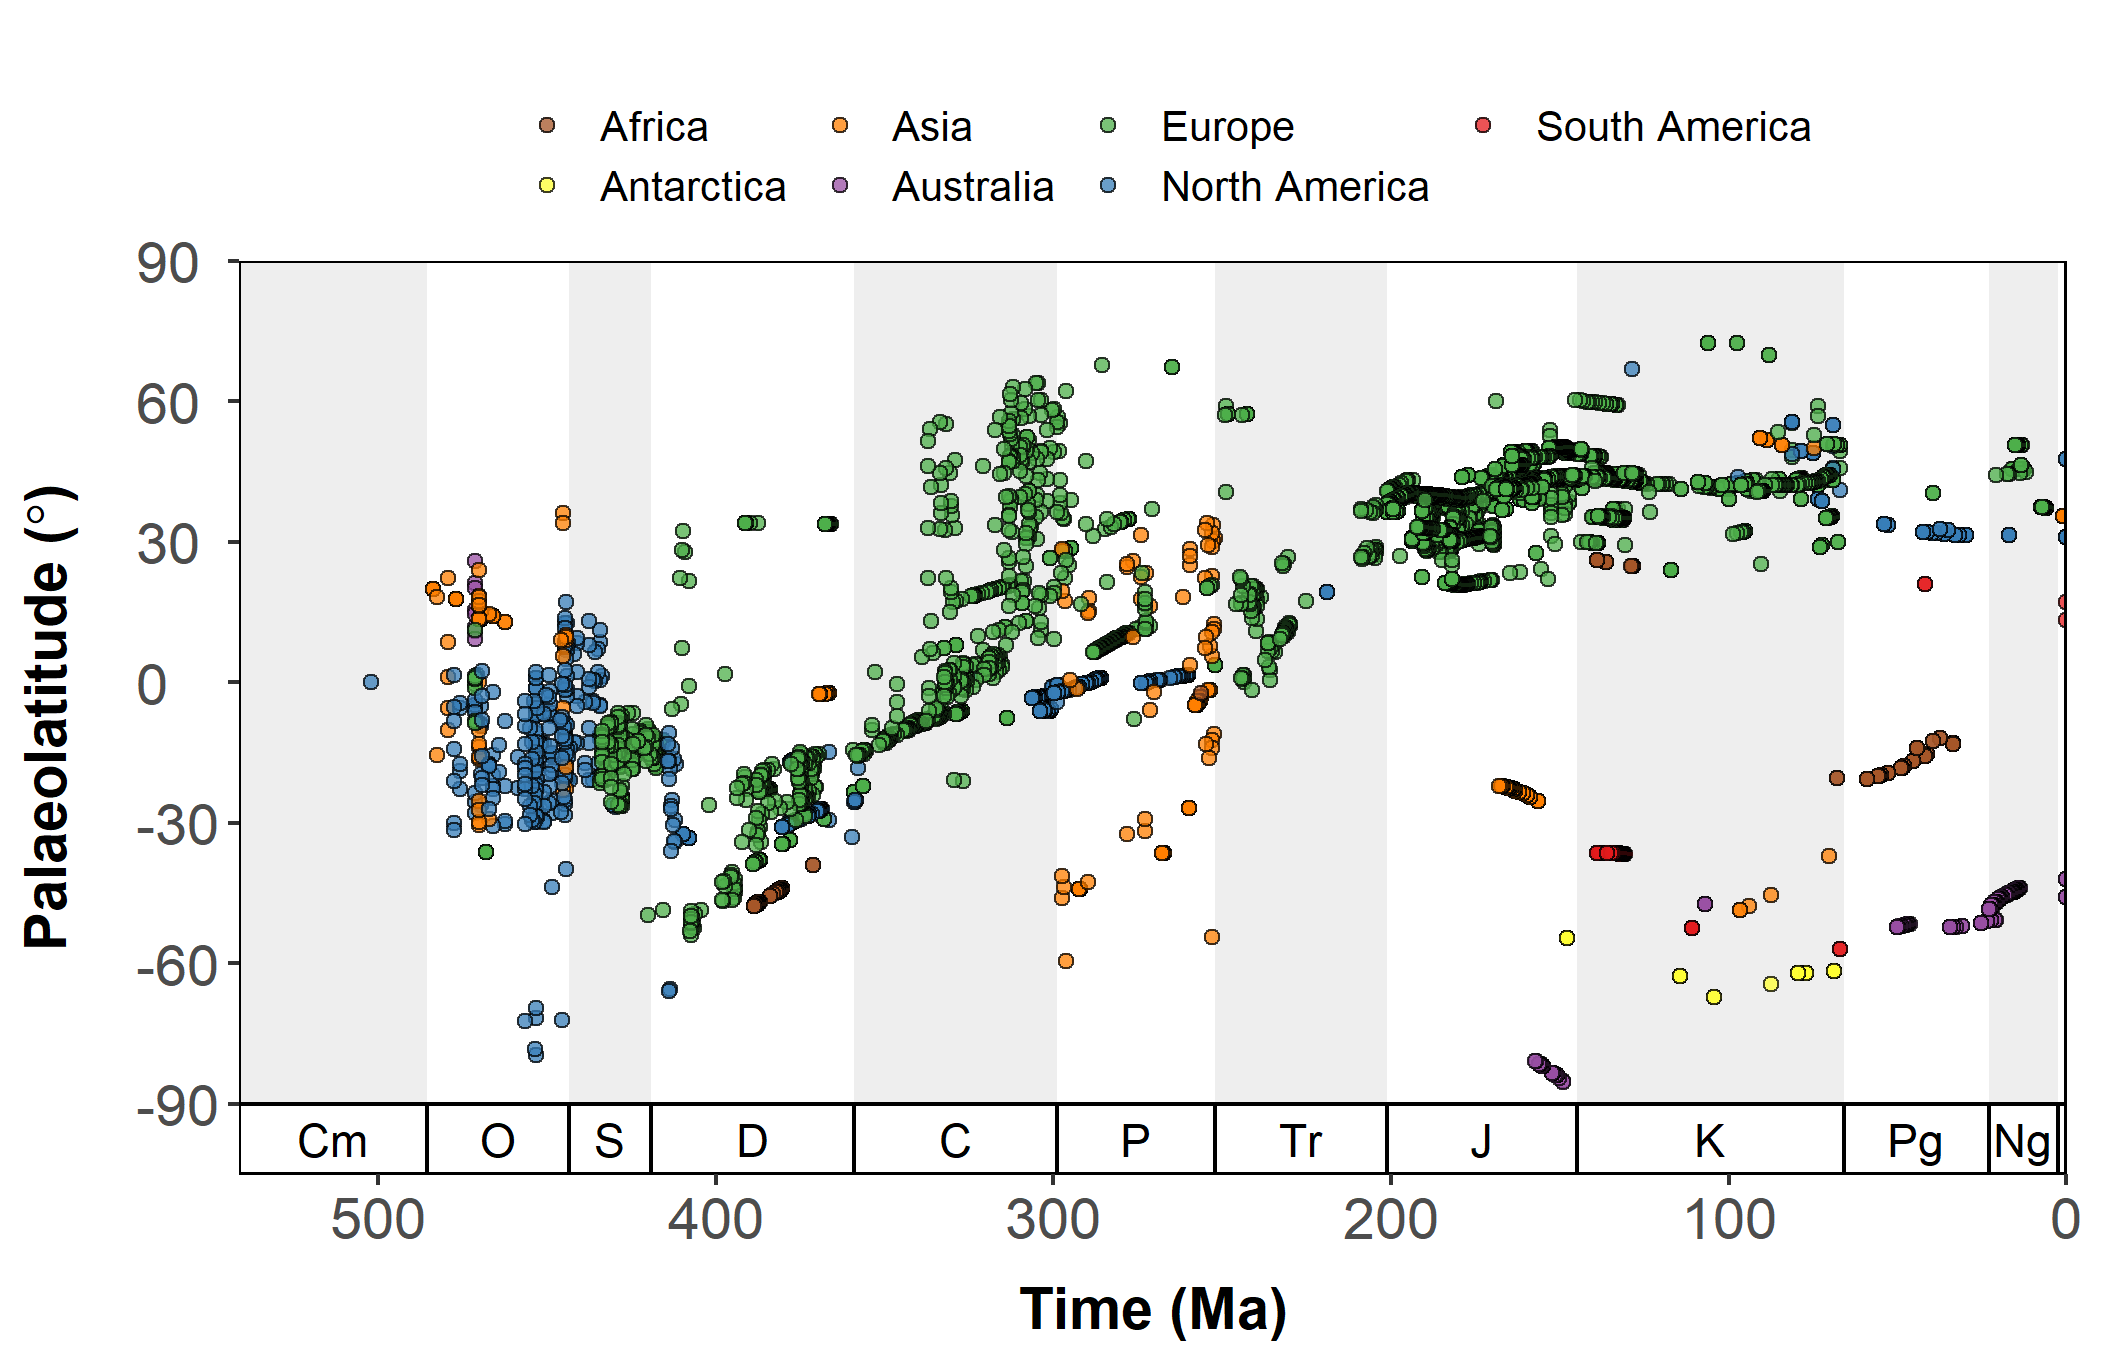 Africa Asia Europe South America
Antarctica Australia North America
90
60
30
0
-30
-60
-90
Palaeolatitude (°)
Cm O S D C P Tr J K Pg Ng
500 400 300 200 100 0
Time (Ma)